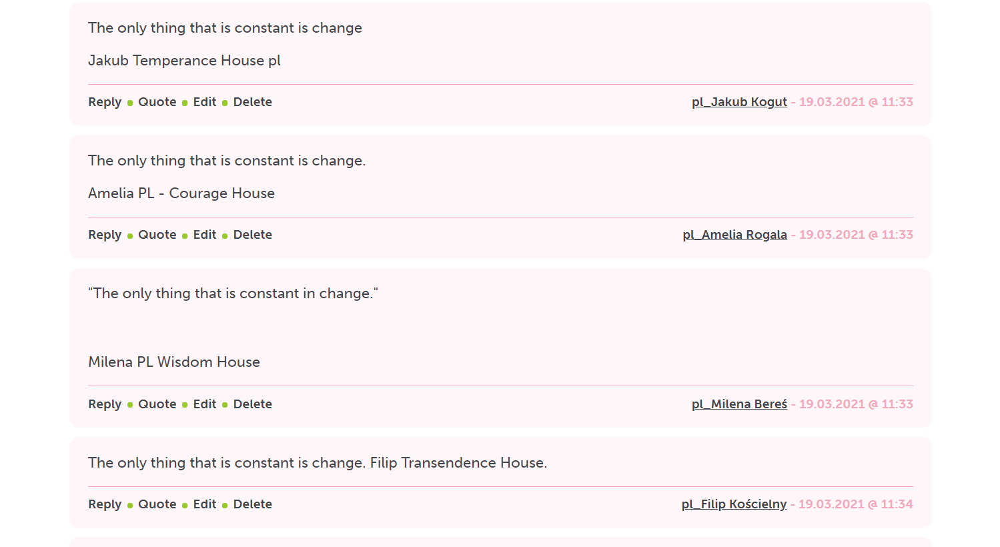 The only thing that is constant is change
Jakub Temperance House pl
Reply Quote Edit Delete pl_Jakub Kogut - 19.03.2021 @ 11:33
The only thing that is constant is change.
Amelia PL - Courage House
Reply Quote Edit Delete pl_Amelia Rogala - 19.03.2021 @ 11:33
"The only thing that is constant in change."
Milena PL Wisdom House
Reply Quote Edit Delete pl_Milena Bereś - 19.03.2021 @ 11:33
The only thing that is constant is change. Filip Transendence House.
Reply Quote Edit Delete pl_Filip Kościelny - 19.03.2021 @ 11:34